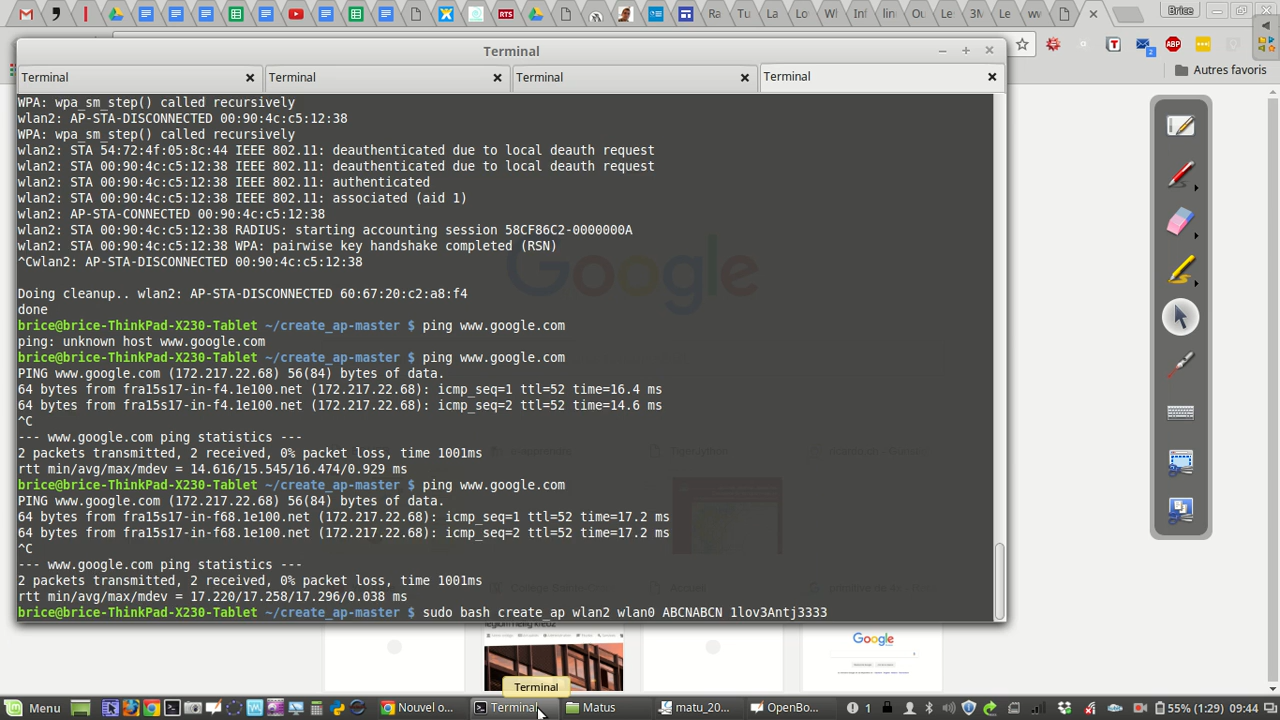 Ra
Tu
La
Lo
Wl
In
lin
Ou
Le
3M
Le
wv
Brice
Terminal
Terminal
Terminal
Terminal
Terminal
Autres favoris
WPA: wpa_sm_step() called recursively
wlan2: AP-STA-DISCONNECTED 00:90:4c:c5:12:38
WPA: wpa_sm_step() called recursively
wlan2: STA 54:72:4f:05:8c:44 IEEE 802.11: deauthenticated due to local deauth request
wlan2: STA 00:90:4c:c5:12:38 IEEE 802.11: deauthenticated due to local deauth request
wlan2: STA 00:90:4c:c5:12:38 IEEE 802.11: authenticated
wlan2: STA 00:90:4c:c5:12:38 IEEE 802.11: associated (aid 1)
wlan2: AP-STA-CONNECTED 00:90:4c:c5:12:38
wlan2: STA 00:90:4c:c5:12:38 RADIUS: starting accounting session 58CF86C2-0000000A
wlan2: STA 00:90:4c:c5:12:38 WPA: pairwise key handshake completed (RSN)
^Cwlan2: AP-STA-DISCONNECTED 00:90:4c:c5:12:38
Google
Doing cleanup.. wlan2: AP-STA-DISCONNECTED 60:67:20:c2:a8:f4
done
brice@brice-ThinkPad-X230-Tablet ~/create_ap-master $ ping www.google.com
ping: unknown host www.google.com
brice@brice-ThinkPad-X230-Tablet ~/create_ap-master $ ping www.google.com
PING www.google.com (172.217.22.68) 56(84) bytes of data.
64 bytes from fra15s17-in-f4.1e100.net (172.217.22.68): icmp_seq=1 ttl=52 time=16.4 ms
64 bytes from fra15s17-in-f4.1e100.net (172.217.22.68): icmp_seq=2 ttl=52 time=14.6 ms
^C
--- www.google.com ping statistics ---
2 packets transmitted, 2 received, 0% packet loss, time 1001ms
rtt min/avg/max/mdev = 14.616/15.545/16.474/0.929 ms
brice@brice-ThinkPad-X230-Tablet ~/create_ap-master $ ping www.google.com
PING www.google.com (172.217.22.68) 56(84) bytes of data.
64 bytes from fra15s17-in-f68.1e100.net (172.217.22.68): icmp_seq=1 ttl=52 time=17.2 ms
64 bytes from fra15s17-in-f68.1e100.net (172.217.22.68): icmp_seq=2 ttl=52 time=17.2 ms
^C
--- www.google.com ping statistics ---
2 packets transmitted, 2 received, 0% packet loss, time 1001ms
rtt min/avg/max/mdev = 17.220/17.258/17.296/0.038 ms
brice@brice-ThinkPad-X230-Tablet ~/create_ap-master $ sudo bash create_ap wlan2 wlan0 ABCNABCN 1lov3Antj3333
Google
Terminal
Menu
Nouvel o...
Terminal
Matus
matu_20...
OpenBo...
1
55% (1:29)
09:44